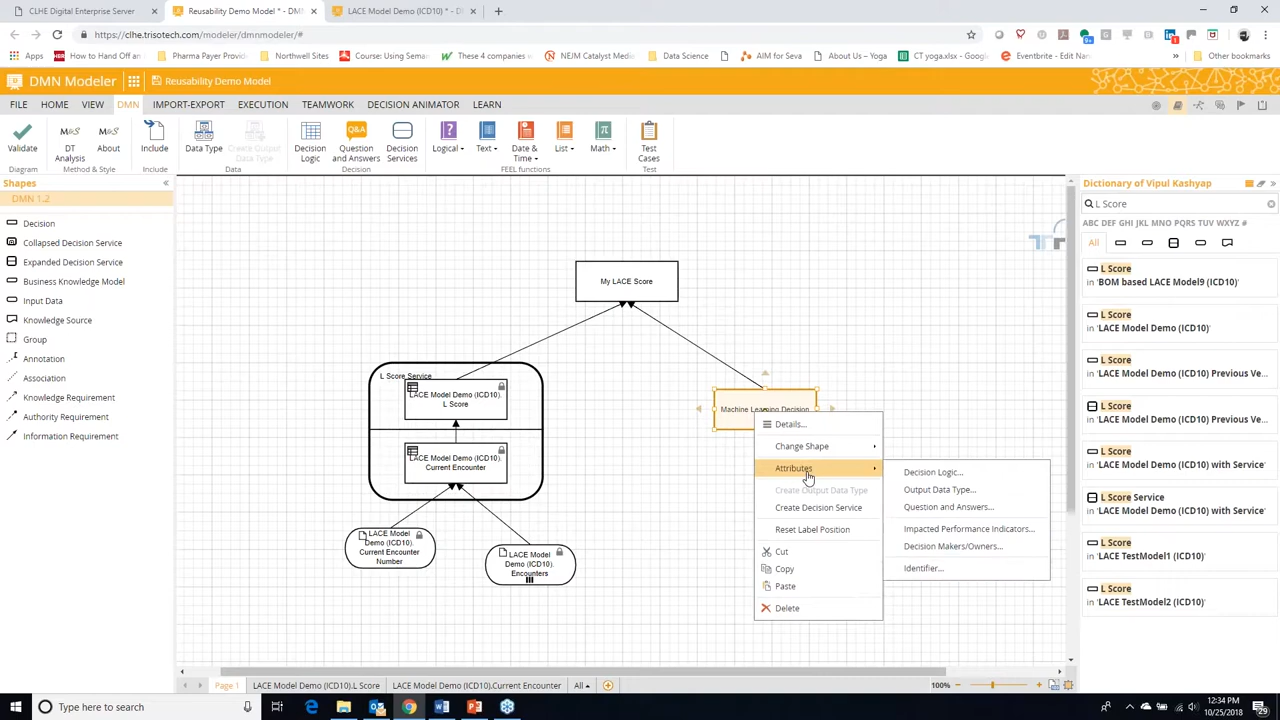 CLHE Digital Enterprise Server
Reusability Demo Model * - DMN
LACE Model Demo (ICD10) * - DM
https://clhe.trisotech.com/modeler/dmnmodeler/#
Apps
How to Hand Off an
Pharma Payer Provid
Northwell Sites
Course: Using Seman
These 4 companies
NEJM Catalyst Medic
Data Science
AIM for Seva
About Us – Yoga
CT yoga.xlsx - Googl
Eventbrite - Edit Nam
Other bookmarks
DMN Modeler
Reusability Demo Model
FILE HOME VIEW DMN IMPORT-EXPORT EXECUTION TEAMWORK DECISION ANIMATOR LEARN
Validate
DT Analysis
About
Include
Data Type
Create Output Data Type
Decision Logic
Question and Answers
Decision Services
Logical
Text
Date & Time
List
Math
Test Cases
Diagram
Method & Style
Include
Data
Decision
FEEL functions
Test
Shapes
DMN 1.2
Decision
Collapsed Decision Service
Expanded Decision Service
Business Knowledge Model
Input Data
Knowledge Source
Group
Annotation
Association
Knowledge Requirement
Authority Requirement
Information Requirement
My LACE Score
L Score Service
LACE Model Demo (ICD10).
L Score
LACE Model Demo (ICD10).
Current Encounter
LACE Model
Demo (ICD10).
Current Encounter
Number
LACE Model
Demo (ICD10).
Encounters
Machine Learning Decision
Details...
Change Shape
Attributes
Create Output Data Type
Create Decision Service
Reset Label Position
Cut
Copy
Paste
Delete
Decision Logic...
Output Data Type...
Question and Answers...
Impacted Performance Indicators...
Decision Makers/Owners...
Identifier...
Dictionary of Vipul Kashyap
L Score
ABC DEF GHI JKL MNO PQRS TUV WXYZ #
All
L Score
in 'BOM based LACE Model9 (ICD10)'
L Score
in 'LACE Model Demo (ICD10)'
L Score
in 'LACE Model Demo (ICD10) Previous Ve...
L Score
in 'LACE Model Demo (ICD10) Previous Ve...
L Score
in 'LACE Model Demo (ICD10) with Service'
L Score Service
in 'LACE Model Demo (ICD10) with Service'
L Score
in 'LACE TestModel1 (ICD10)'
L Score
in 'LACE TestModel2 (ICD10)'
Page 1
LACE Model Demo (ICD10).L Score
LACE Model Demo (ICD10).Current Encounter
All
100%
Type here to search
12:34 PM
10/25/2018